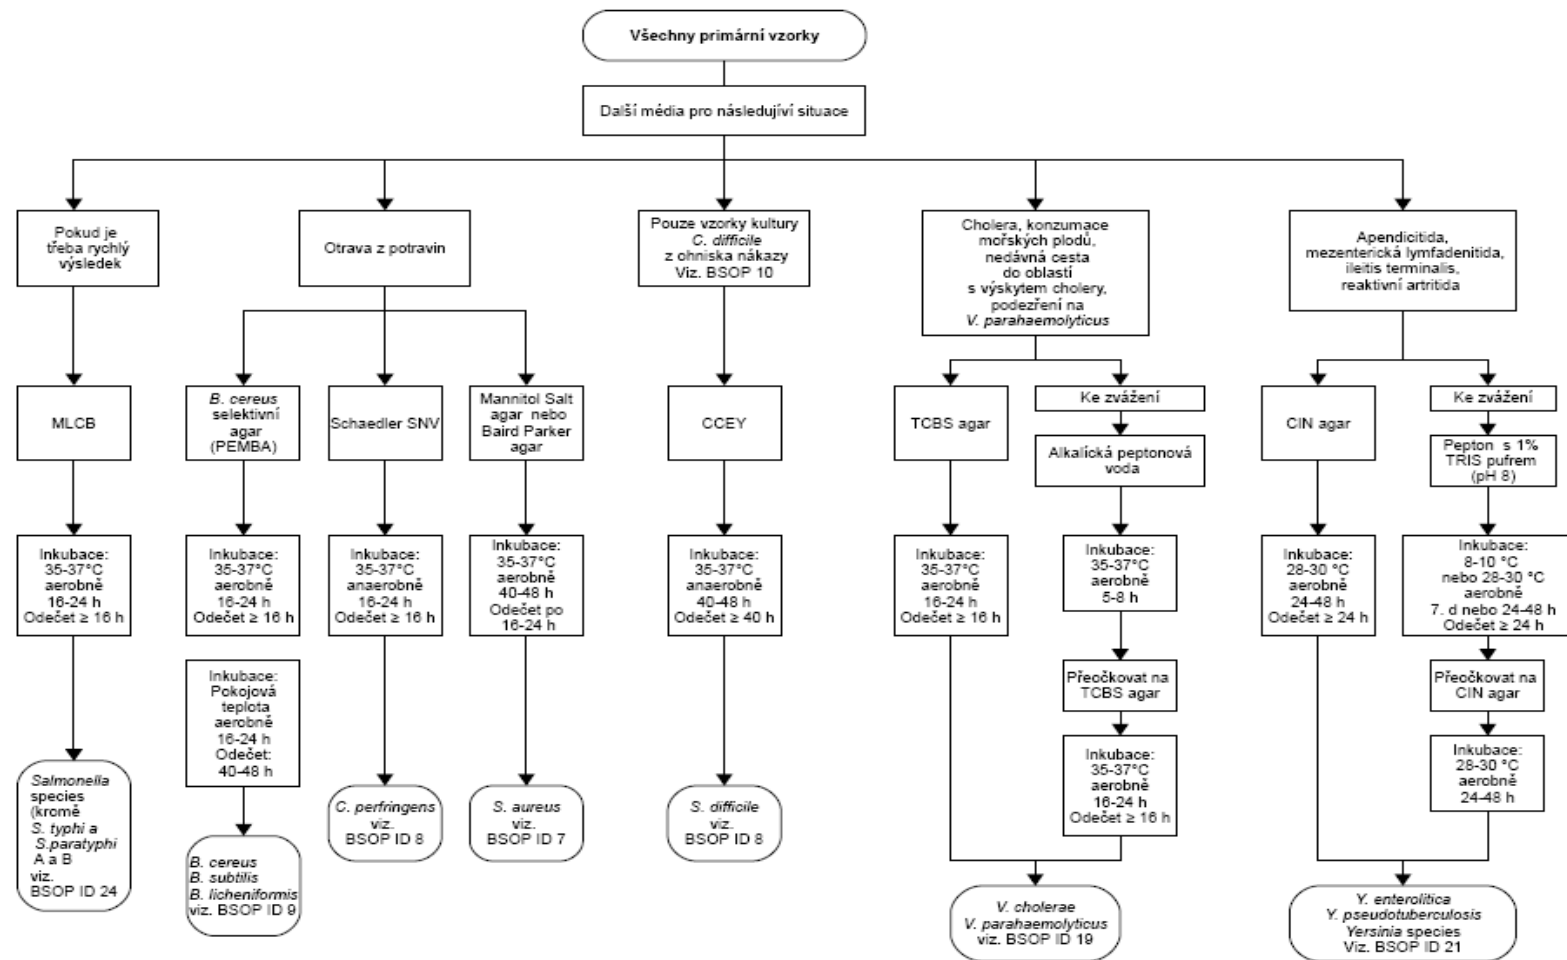 Všechny primární vzorky
Další média pro následujíví situace
Pokud je
třeba rychlý
výsledek
Otrava z potravin
Pouze vzorky kultury
C. difficile
z ohniska nákazy
Viz. BSOP 10
Cholera, konzumace
mořských plodů,
nedávná cesta
do oblastí
s výskytem cholery,
podezření na
V. parahaemolyticus
Apendicitida,
mezenterická lymfadenitida,
ileitis terminalis,
reaktivní artritida
MLCB
B. cereus
selektivní
agar
(PEMBA)
Schaedler SNV
Mannitol Salt
agar nebo
Baird Parker
agar
CCEY
TCBS agar
Ke zvážení
Alkalícká peptonová
voda
CIN agar
Ke zvážení
Pepton s 1%
TRIS pufrem
(pH 8)
Inkubace:
35-37°C
aerobně
16-24 h
Odečet ≥ 16 h
Inkubace:
35-37°C
aerobně
16-24 h
Odečet ≥ 16 h
Inkubace:
35-37°C
anaerobně
16-24 h
Odečet ≥ 16 h
Inkubace:
35-37°C
aerobně
40-48 h
Odečet po
16-24 h
Inkubace:
35-37°C
anaerobně
40-48 h
Odečet ≥ 40 h
Inkubace:
35-37°C
aerobně
16-24 h
Odečet ≥ 16 h
Inkubace:
35-37°C
aerobně
5-8 h
Inkubace:
28-30 °C
aerobně
24-48 h
Odečet ≥ 24 h
Inkubace:
8-10 °C
nebo 28-30 °C
aerobně
7. d nebo 24-48 h
Odečet ≥ 24 h
Inkubace:
Pokojová
teplota
aerobně
16-24 h
Odečet:
40-48 h
Přeočkovat na
TCBS agar
Přeočkovat na
CIN agar
Inkubace:
35-37°C
aerobně
16-24 h
Odečet ≥ 16 h
Inkubace:
28-30 °C
aerobně
24-48 h
Salmonella
species
(kromě
S. typhi a
S.paratyphi
A a B
viz.
BSOP ID 24
B. cereus
B. subtilis
B. licheniformis
viz. BSOP ID 9
C. perfringens
viz.
BSOP ID 8
S. aureus
viz.
BSOP ID 7
S. difficile
viz.
BSOP ID 8
V. cholerae
V. parahaemolyticus
viz. BSOP ID 19
Y. enterolitica
Y. pseudotuberculosis
Yersinia species
Viz. BSOP ID 21